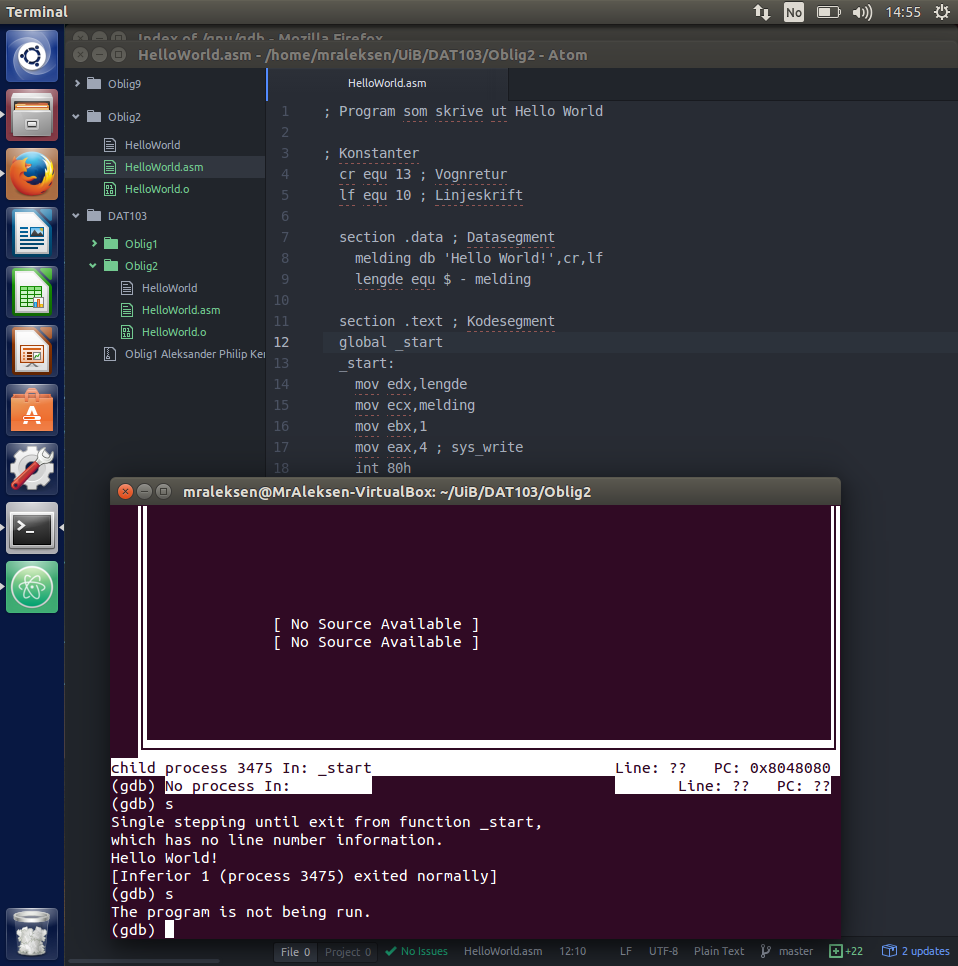 Terminal
No
14:55
Index of /gnu/gdb - Mozilla Firefox
HelloWorld.asm - /home/mraleksen/UiB/DAT103/Oblig2 - Atom
Oblig9
Oblig2
HelloWorld
HelloWorld.asm
HelloWorld.o
DAT103
Oblig1
Oblig2
HelloWorld
HelloWorld.asm
HelloWorld.o
Oblig1 Aleksander Philip Ker
HelloWorld.asm
1 ; Program som skrive ut Hello World
2
3 ; Konstanter
4 cr equ 13 ; Vognretur
5 lf equ 10 ; Linjeskrift
6
7 section .data ; Datasegment
8 melding db 'Hello World!',cr,lf
9 lengde equ $ - melding
10
11 section .text ; Kodesegment
12 global _start
13 _start:
14 mov edx,lengde
15 mov ecx,melding
16 mov ebx,1
17 mov eax,4 ; sys_write
18 int 80h
mraleksen@MrAleksen-VirtualBox: ~/UiB/DAT103/Oblig2
[ No Source Available ]
[ No Source Available ]
child process 3475 In: _start Line: ?? PC: 0x8048080
(gdb) No process In: Line: ?? PC: ??
(gdb) s
Single stepping until exit from function _start,
which has no line number information.
Hello World!
[Inferior 1 (process 3475) exited normally]
(gdb) s
The program is not being run.
(gdb)
File 0 Project 0 No Issues HelloWorld.asm 12:10 LF UTF-8 Plain Text master +22 2 updates